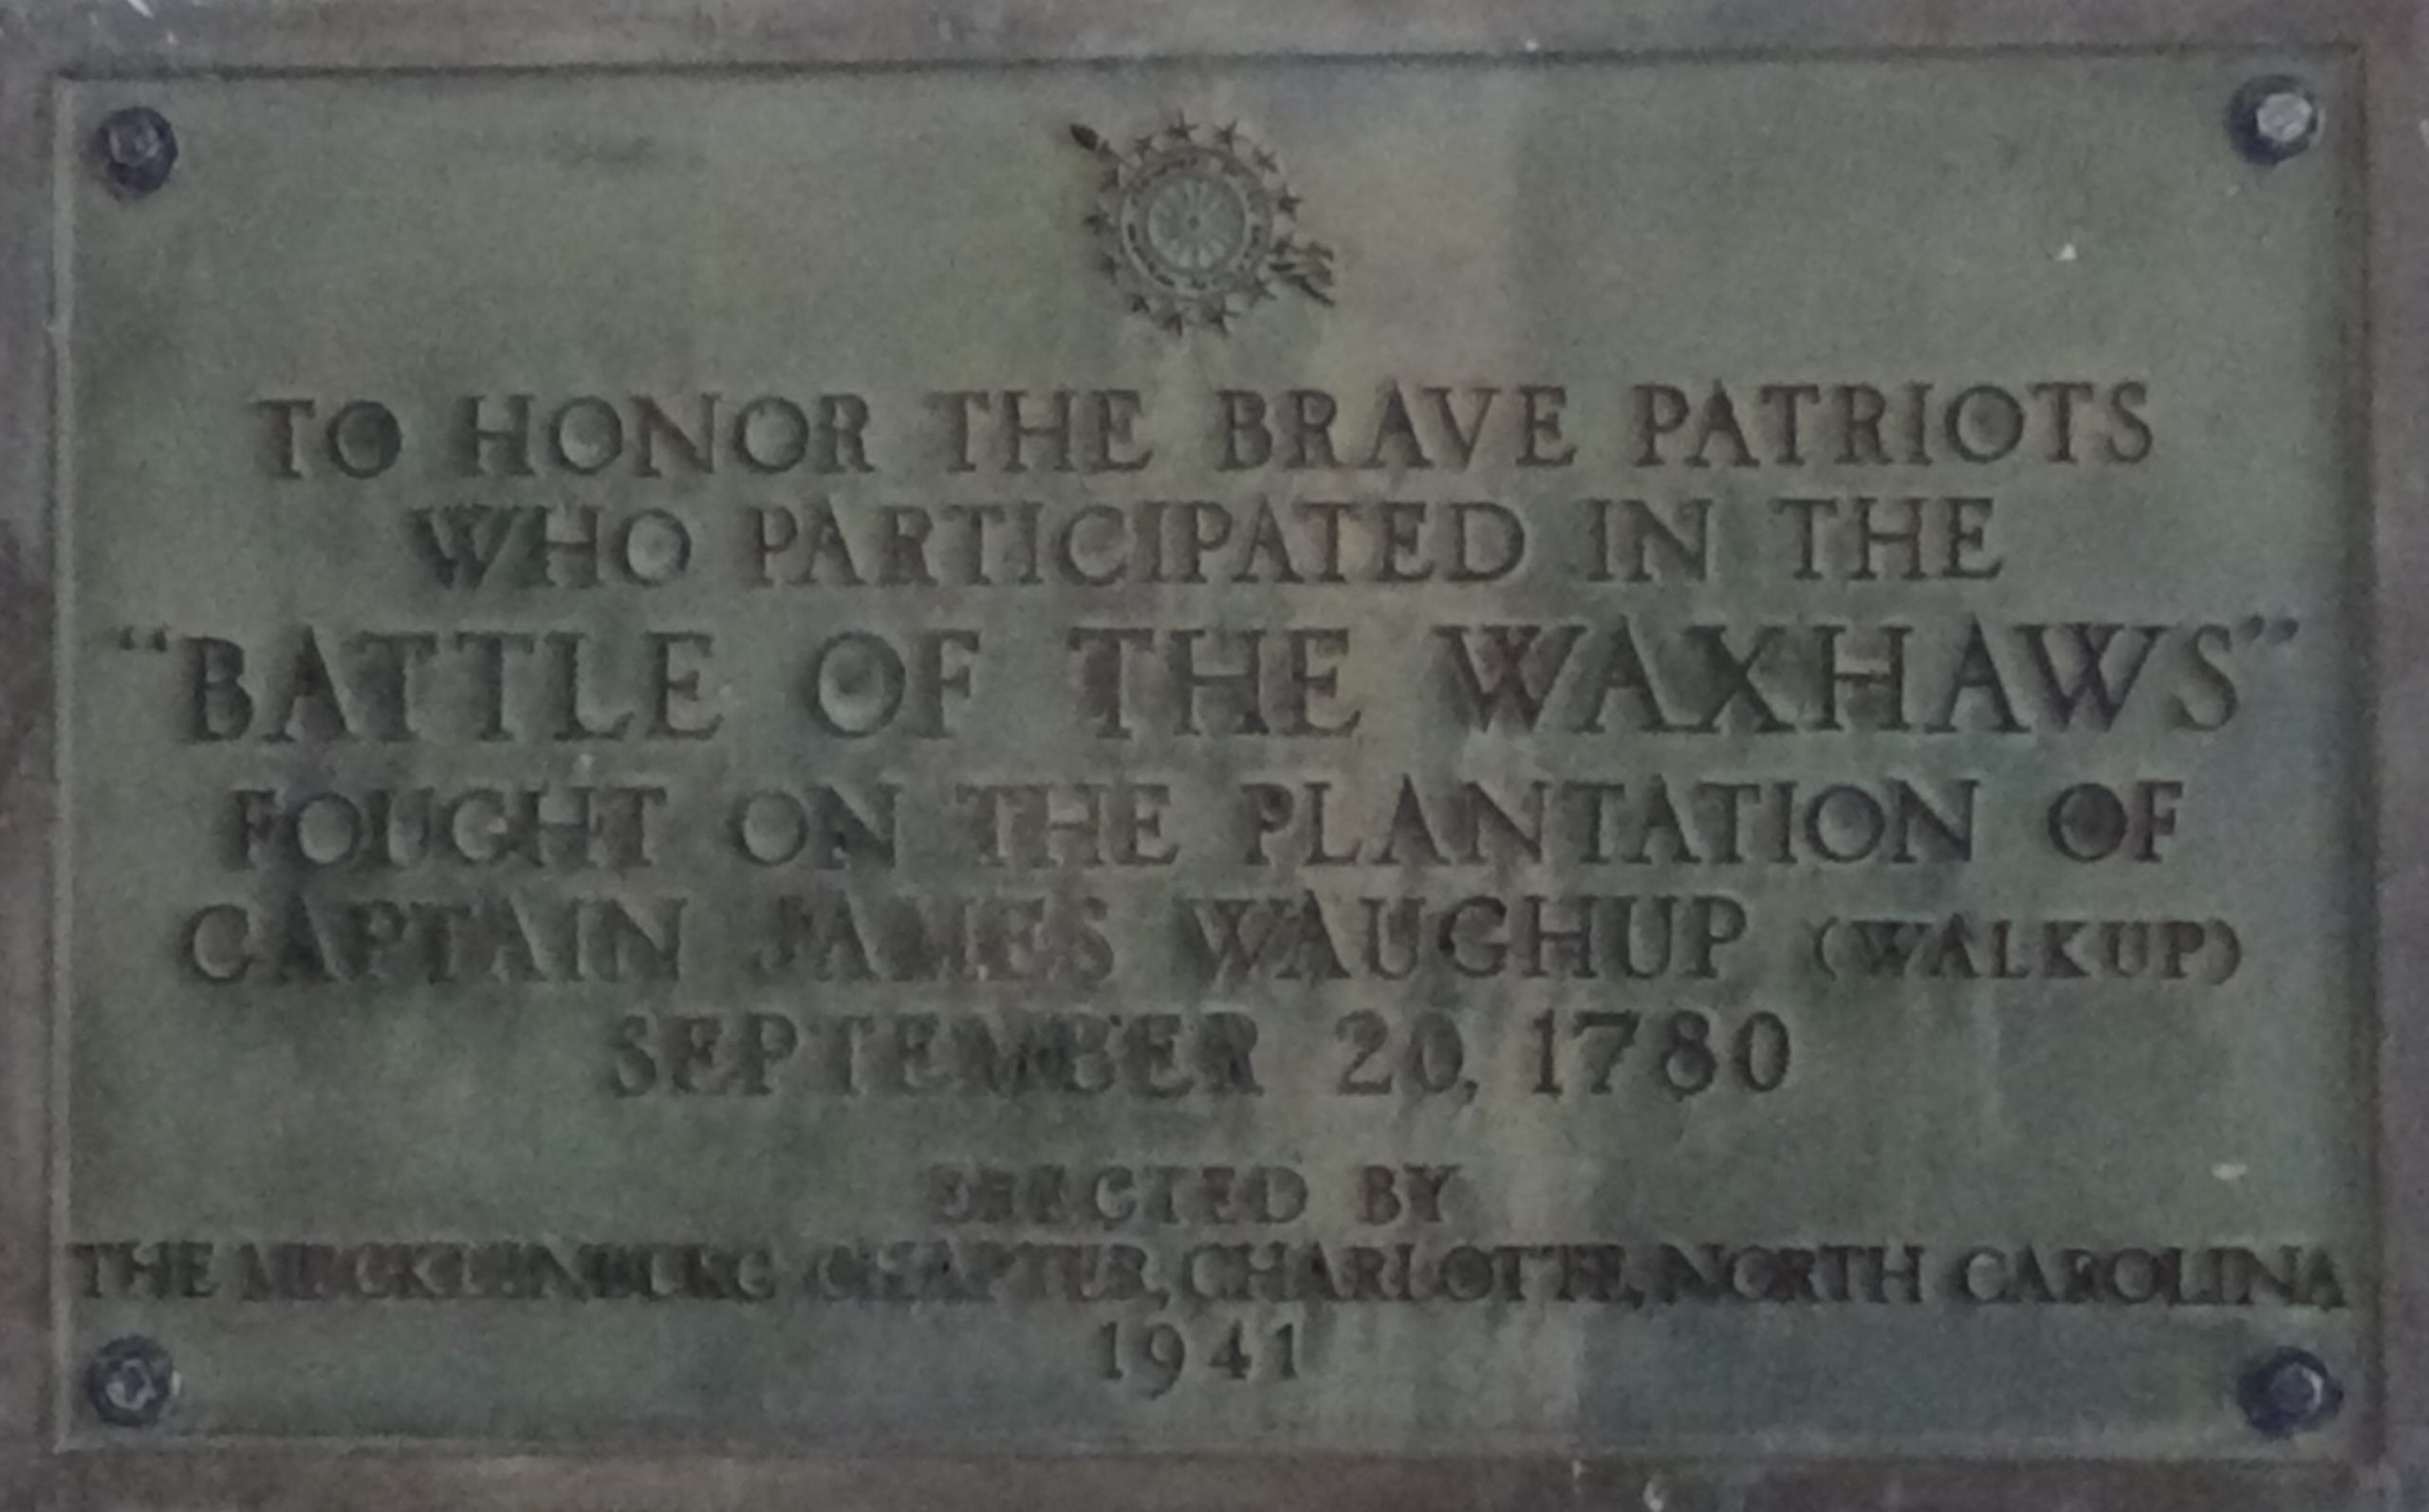 TO HONOR THE BRAVE PATRIOTS
WHO PARTICIPATED IN THE
“BATTLE OF THE WAXHAWS”
FOUGHT ON THE PLANTATION OF
CAPTAIN JAMES WAUGHUP (WALKUP)
SEPTEMBER 20, 1780
ERECTED BY
THE MECKLENBURG CHAPTER, CHARLOTTE, NORTH CAROLINA
1941